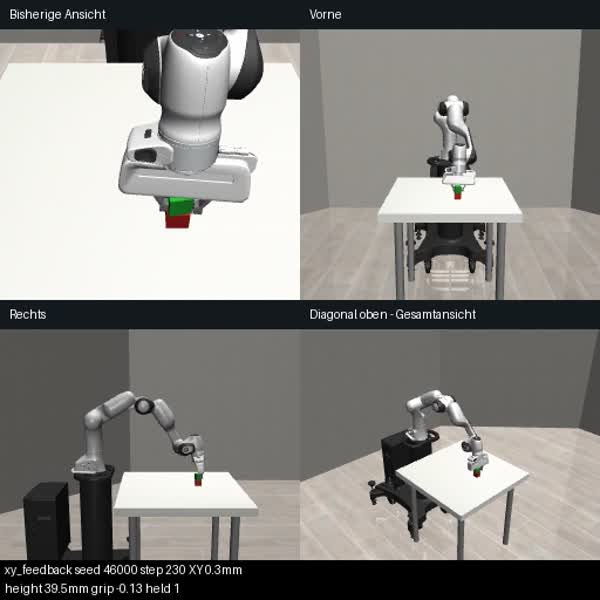 Bisherige Ansicht
Vorne
Rechts
Diagonal oben - Gesamtansicht
xy_feedback seed 46000 step 230 XY 0.3mm
height 39.5mm grip -0.13 held 1